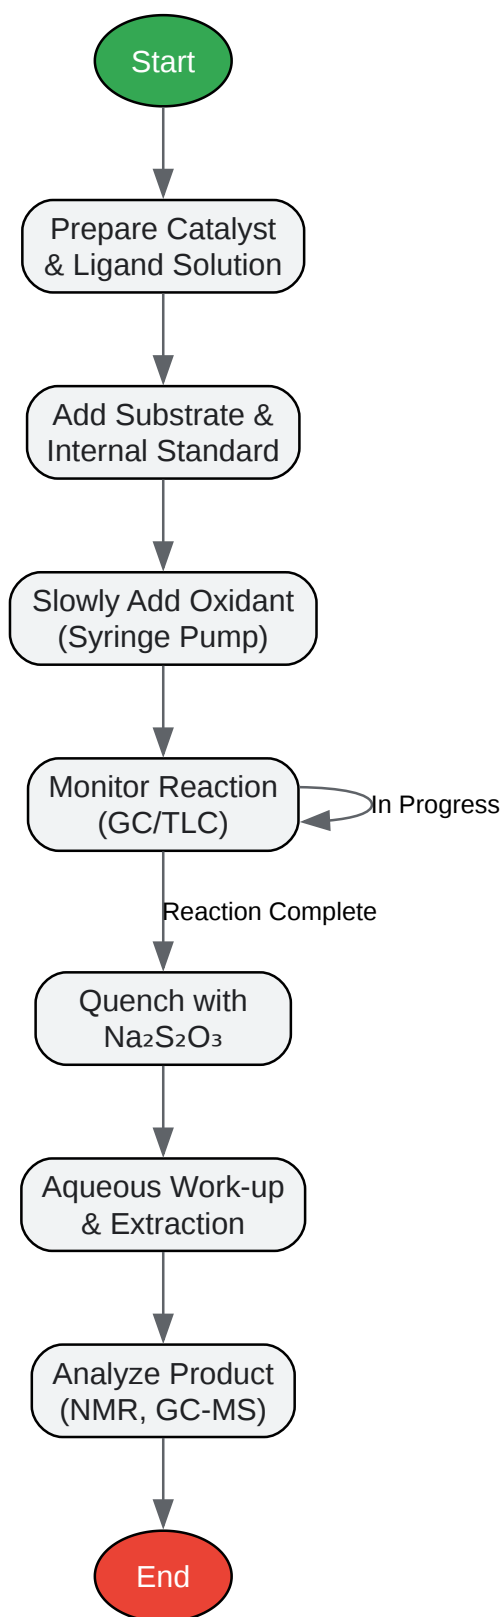 Start
Prepare Catalyst
& Ligand Solution
Add Substrate &
Internal Standard
Slowly Add Oxidant
(Syringe Pump)
Monitor Reaction
(GC/TLC)
In Progress
Reaction Complete
Quench with
Na₂S₂O₃
Aqueous Work-up
& Extraction
Analyze Product
(NMR, GC-MS)
End